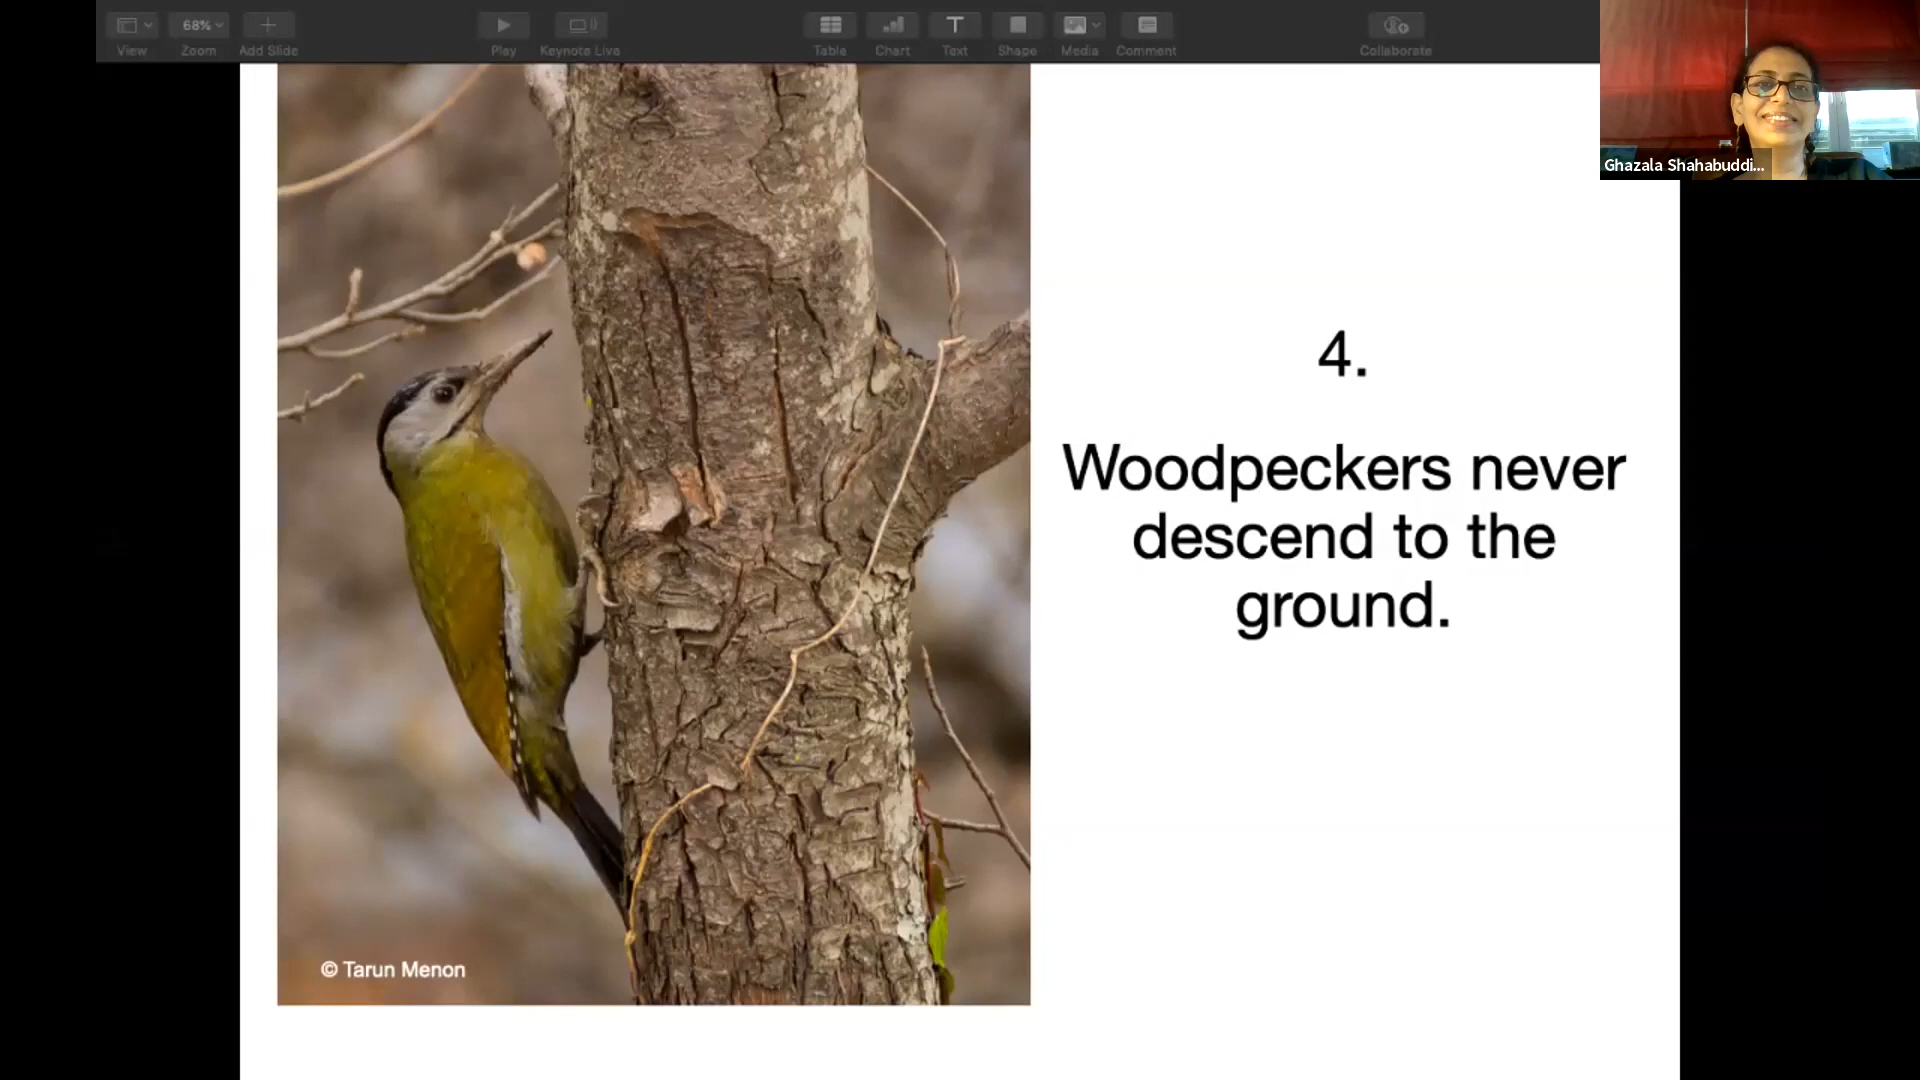 View
68%
Zoom
Add Slide
Play
Keynote Live
Table
Chart
Text
Shape
Media
Comment
Collaborate
Ghazala Shahabuddi...
4.
Woodpeckers never
descend to the
ground.
© Tarun Menon